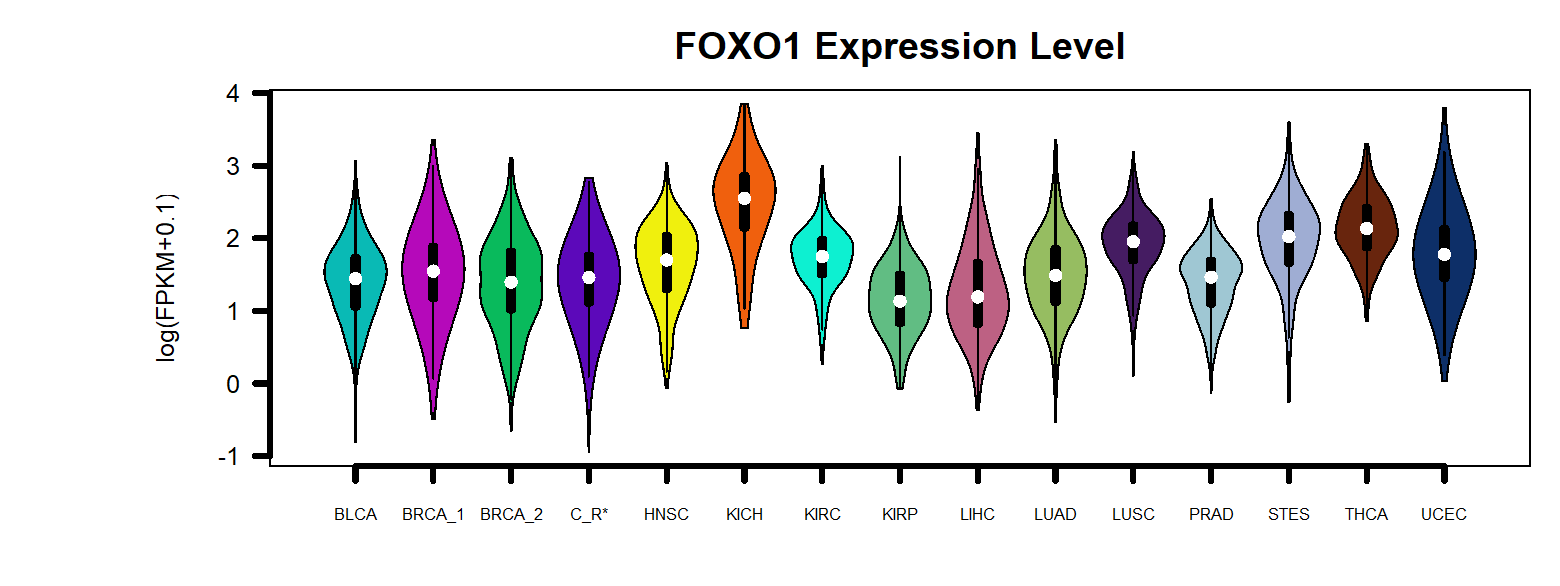 FOXO1 Expression Level
log(FPKM+0.1)
4
3
2
1
0
-1
BLCA BRCA_1 BRCA_2 C_R* HNSC KICH KIRC KIRP LIHC LUAD LUSC PRAD STES THCA UCEC